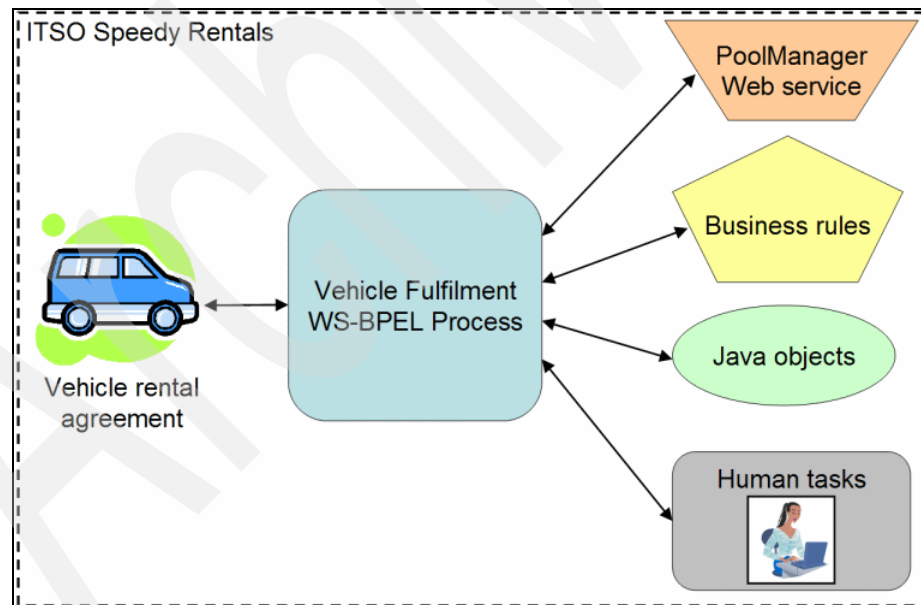 ITSO Speedy Rentals
PoolManager
Web service
Business rules
Vehicle Fulfilment
WS-BPEL Process
Java objects
Vehicle rental
agreement
Human tasks